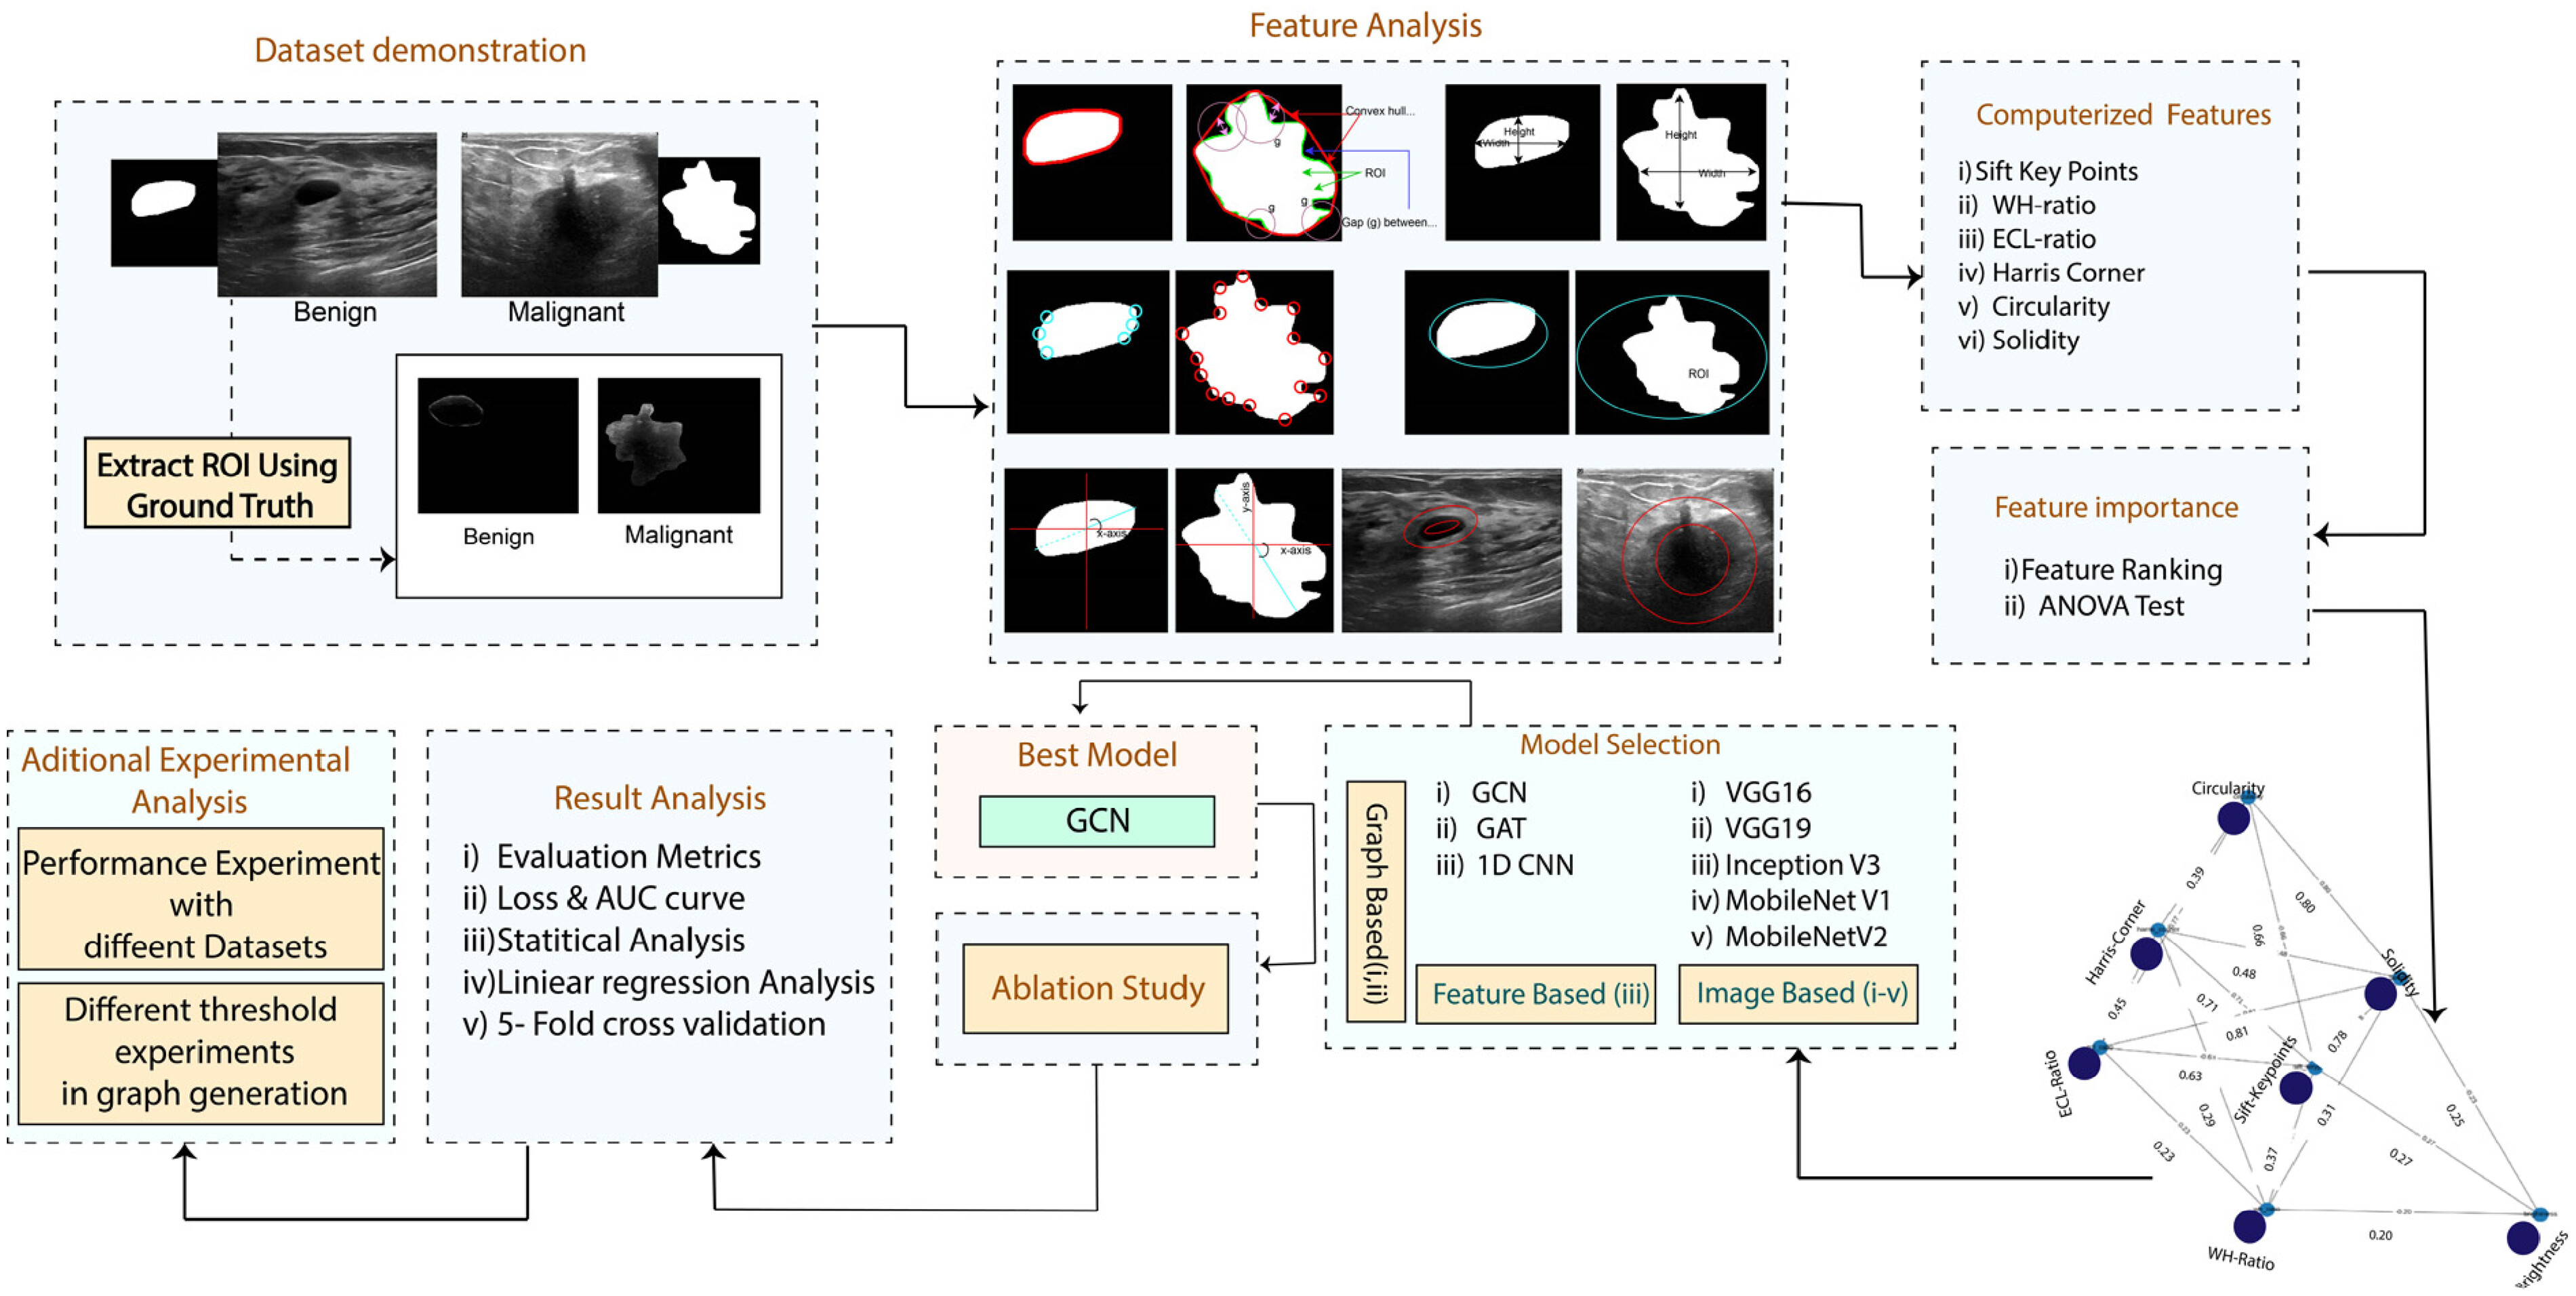 Dataset demonstration
Benign
Malignant
Extract ROI Using
Ground Truth
Benign
Malignant
Feature Analysis
Convex hull...
g
ROI
g
g
Gap (g) between...
Height
Width
Height
Width
ROI
x-axis
y-axis
x-axis
Computerized Features
i) Sift Key Points
ii) WH-ratio
iii) ECL-ratio
iv) Harris Corner
v) Circularity
vi) Solidity
Feature importance
i)Feature Ranking
ii) ANOVA Test
Aditional Experimental
Analysis
Performance Experiment
with
diffeent Datasets
Different threshold
experiments
in graph generation
Result Analysis
i) Evaluation Metrics
ii) Loss & AUC curve
iii)Statitical Analysis
iv)Liniear regression Analysis
v) 5- Fold cross validation
Best Model
GCN
Ablation Study
Model Selection
Graph Based(i,ii)
i) GCN
ii) GAT
iii) 1D CNN
Feature Based (iii)
i) VGG16
ii) VGG19
iii) Inception V3
iv) MobileNet V1
v) MobileNetV2
Image Based (i-v)
Circularity
0.39
0.80
Harris-Corner
0.66
0.48
Solidity
0.45
0.71
0.81
0.78
ECL-Ratio
0.63
Sift-Keypoints
0.29
0.31
0.25
0.23
0.37
0.27
WH-Ratio
0.20
Brightness